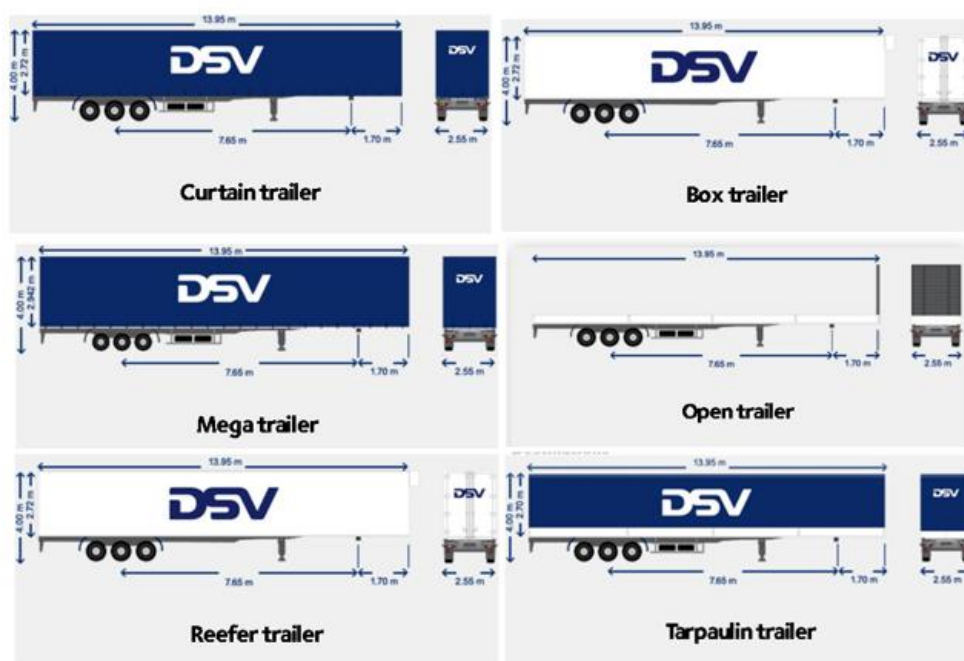 13.95 m
4.00 m
2.72 m
DSV
DSV
7.65 m
1.70 m
2.55 m
Curtain trailer
13.95 m
4.00 m
2.72 m
DSV
DSV
7.65 m
1.70 m
2.55 m
Box trailer
13.95 m
4.00 m
2.942 m
DSV
DSV
7.65 m
1.70 m
2.55 m
Mega trailer
13.95 m
7.65 m
1.70 m
2.55 m
Open trailer
13.95 m
4.00 m
2.72 m
DSV
DSV
7.65 m
1.70 m
2.55 m
Reefer trailer
13.95 m
4.00 m
2.70 m
DSV
DSV
7.65 m
1.70 m
2.55 m
Tarpaulin trailer